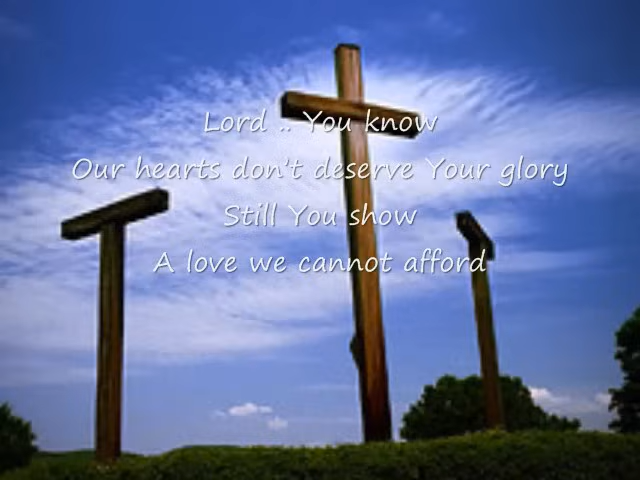 Lord .. You know
Our hearts don't deserve Your glory
Still You show
A love we cannot afford